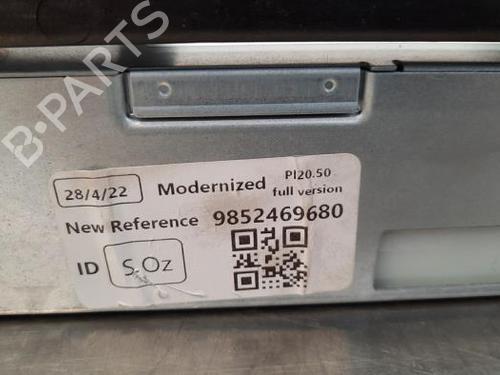 B-PARTS
28/4/22 Modernized PI20.50
full version
New Reference 9852469680
ID S.Oz